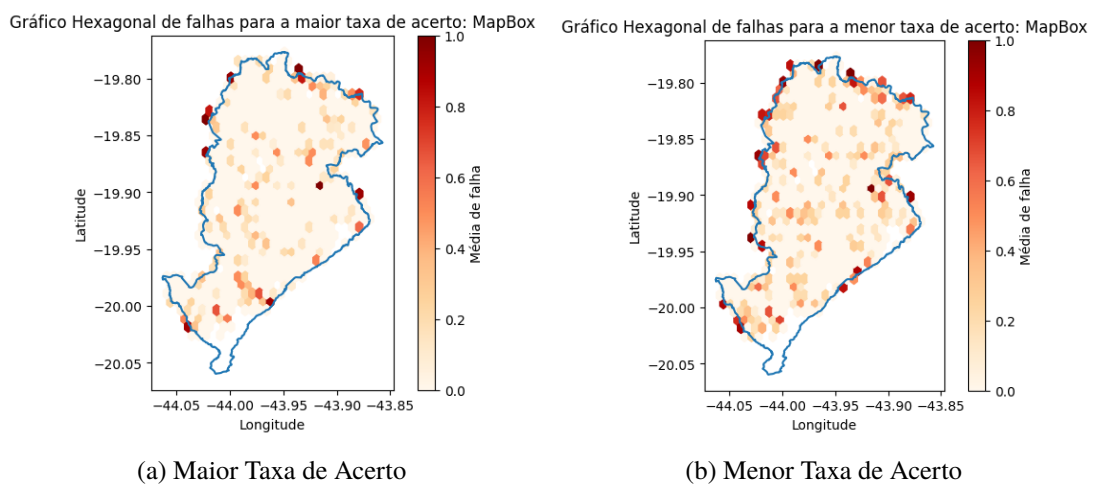 Gráfico Hexagonal de falhas para a maior taxa de acerto: MapBox
−19.80
−19.85
−19.90
−19.95
−20.00
−20.05
Latitude
−44.05 −44.00 −43.95 −43.90 −43.85
Longitude
1.0
0.8
0.6
0.4
0.2
0.0
Média de falha
(a) Maior Taxa de Acerto
Gráfico Hexagonal de falhas para a menor taxa de acerto: MapBox
−19.80
−19.85
−19.90
−19.95
−20.00
−20.05
Latitude
−44.05 −44.00 −43.95 −43.90 −43.85
Longitude
1.0
0.8
0.6
0.4
0.2
0.0
Média de falha
(b) Menor Taxa de Acerto